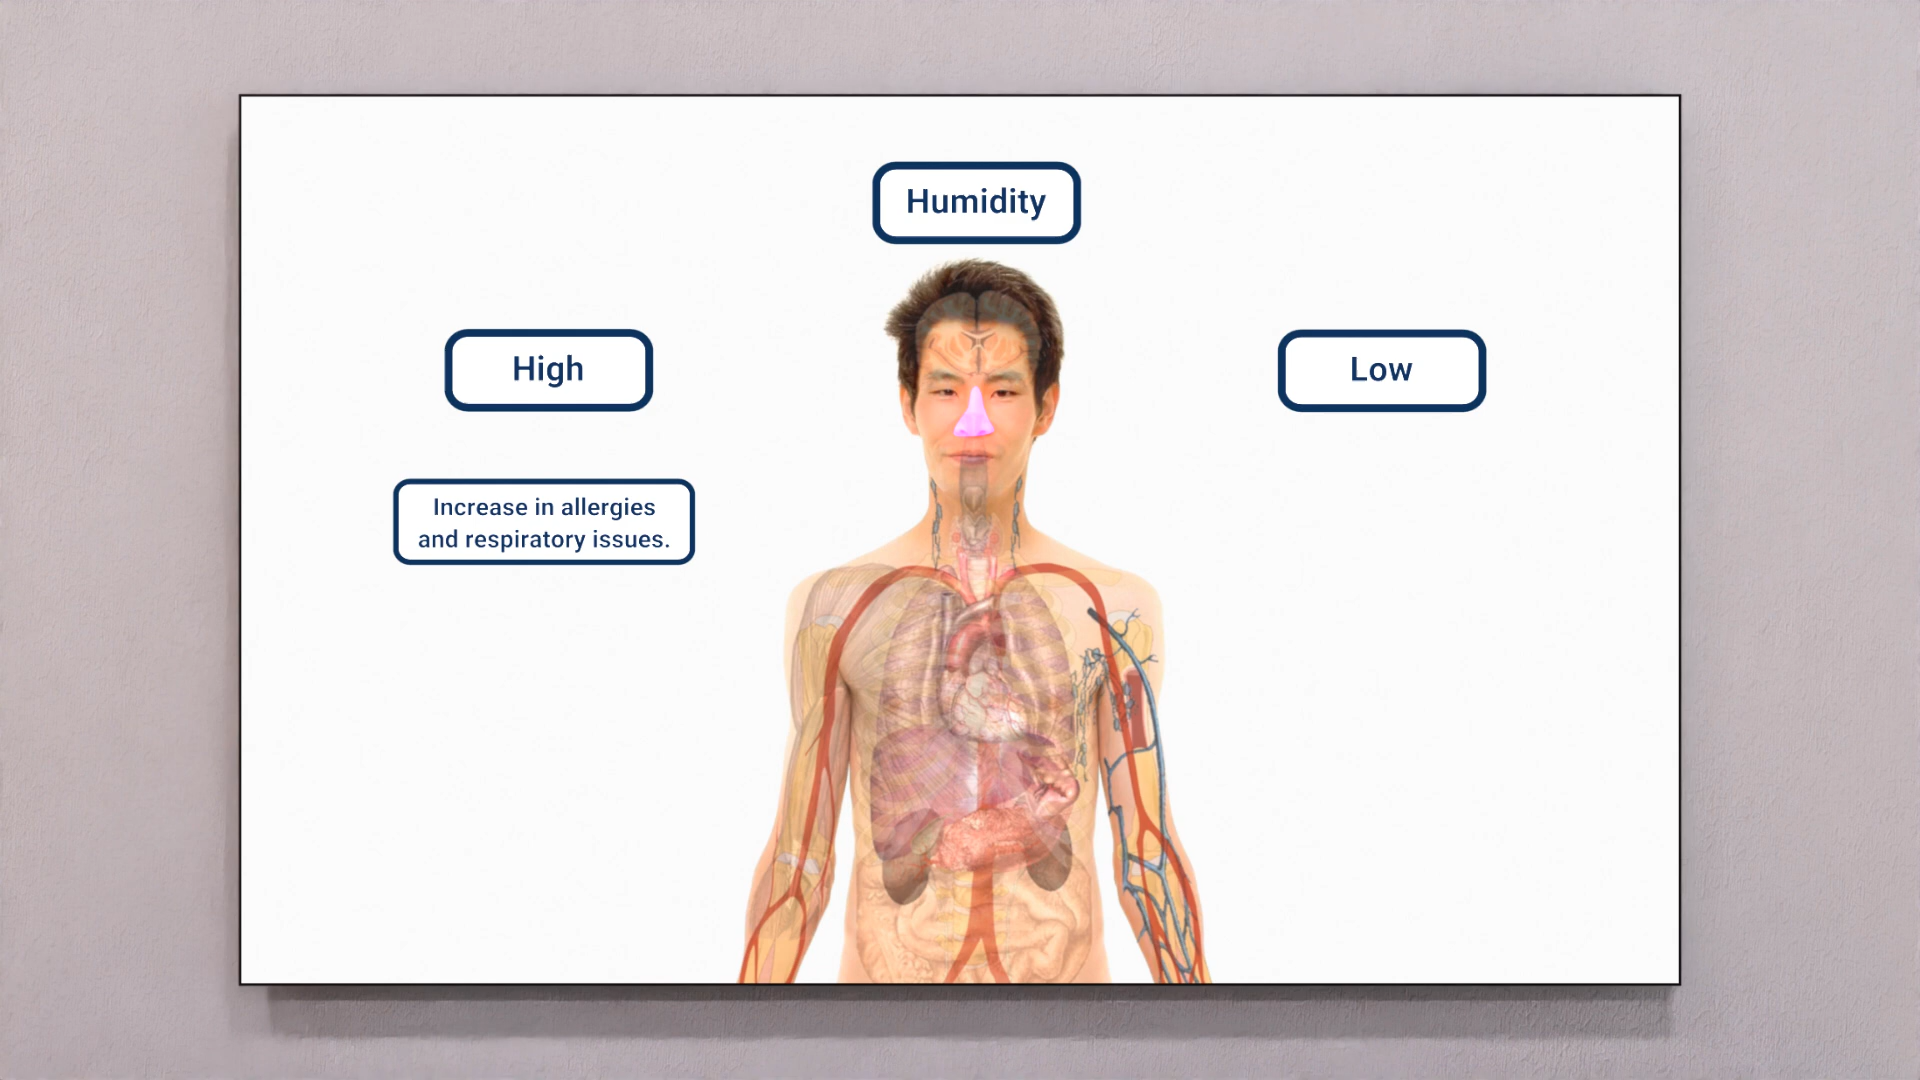 Humidity
High
Low
Increase in allergies
and respiratory issues.